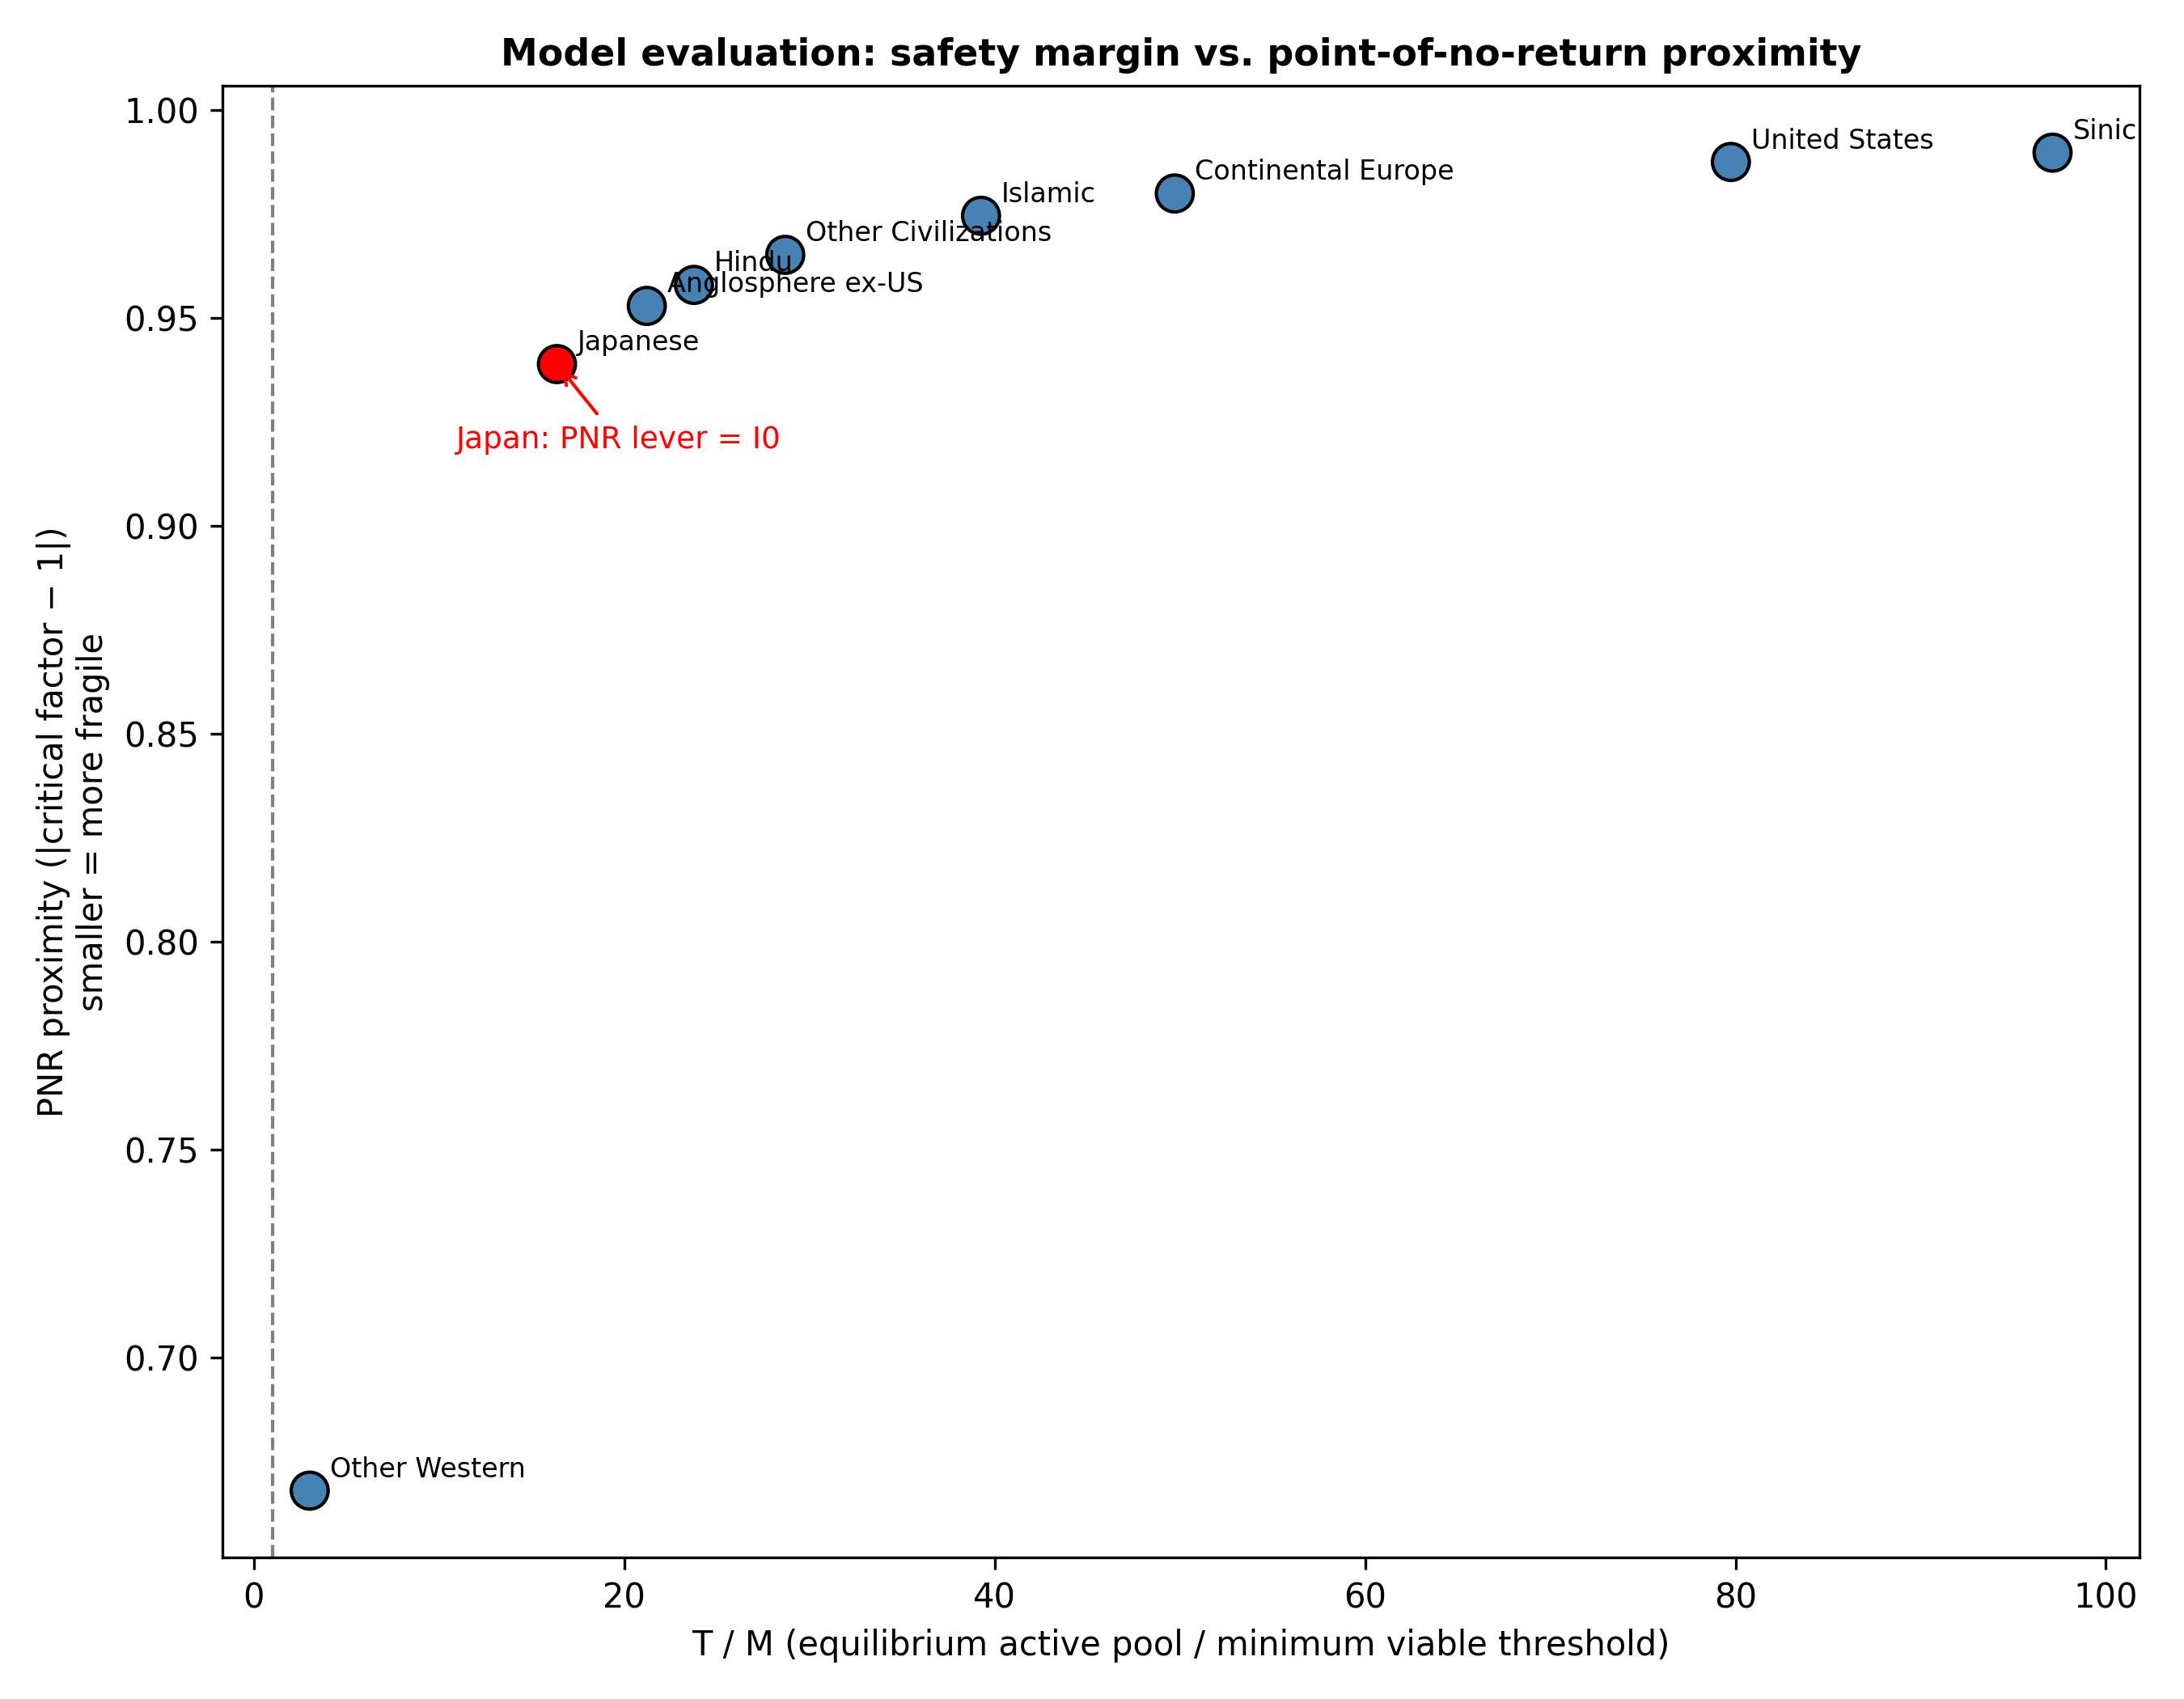 Model evaluation: safety margin vs. point-of-no-return proximity
1.00
0.95
0.90
0.85
0.80
0.75
0.70
PNR proximity (|critical factor − 1|)
smaller = more fragile
Sinic
United States
Continental Europe
Islamic
Other Civilizations
Hindu
Anglosphere ex-US
Japanese
Japan: PNR lever = I0
Other Western
0
20
40
60
80
100
T / M (equilibrium active pool / minimum viable threshold)